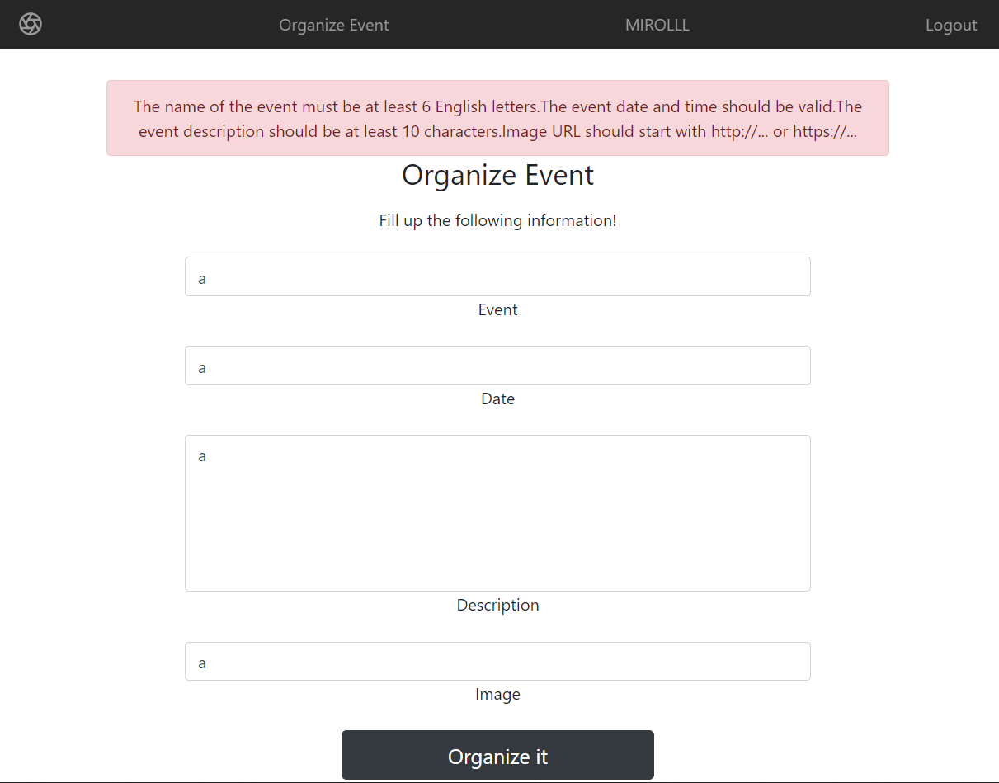 Organize Event MIROLLL Logout
The name of the event must be at least 6 English letters.The event date and time should be valid.The
event description should be at least 10 characters.Image URL should start with http://... or https://...
Organize Event
Fill up the following information!
a
Event
a
Date
a
Description
a
Image
Organize it